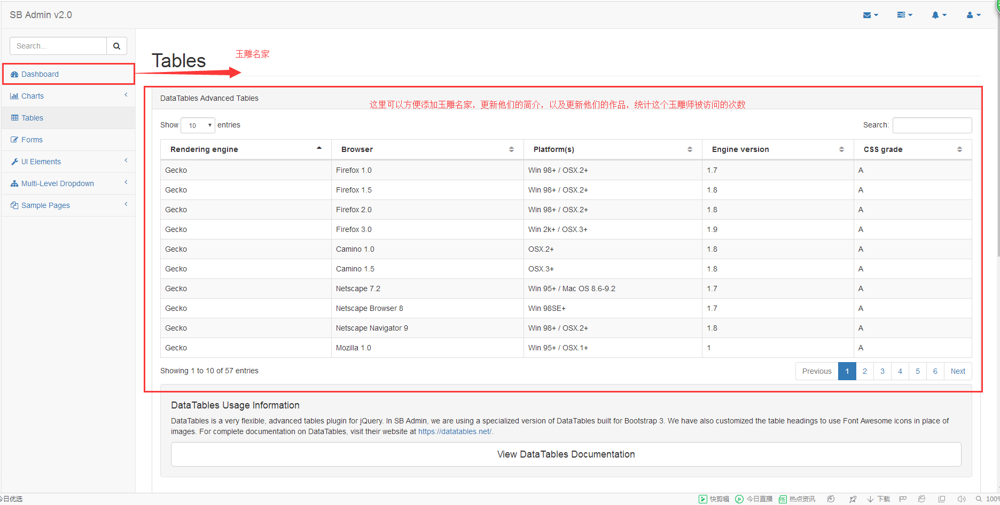 SB Admin v2.0
Search...
Dashboard
Charts
Tables
Forms
UI Elements
Multi-Level Dropdown
Sample Pages
Tables
玉雕名家
DataTables Advanced Tables
这里可以方便添加玉雕名家，更新他们的简介，以及更新他们的作品，统计这个玉雕师被访问的次数
Show 10 entries
Search:
Rendering engine Browser Platform(s) Engine version CSS grade
Gecko Firefox 1.0 Win 98+ / OSX.2+ 1.7 A
Gecko Firefox 1.5 Win 98+ / OSX.2+ 1.8 A
Gecko Firefox 2.0 Win 98+ / OSX.2+ 1.8 A
Gecko Firefox 3.0 Win 2k+ / OSX.3+ 1.9 A
Gecko Camino 1.0 OSX.2+ 1.8 A
Gecko Camino 1.5 OSX.3+ 1.8 A
Gecko Netscape 7.2 Win 95+ / Mac OS 8.6-9.2 1.7 A
Gecko Netscape Browser 8 Win 98SE+ 1.7 A
Gecko Netscape Navigator 9 Win 98+ / OSX.2+ 1.8 A
Gecko Mozilla 1.0 Win 95+ / OSX.1+ 1 A
Showing 1 to 10 of 57 entries
Previous 1 2 3 4 5 6 Next
DataTables Usage Information
DataTables is a very flexible, advanced tables plugin for jQuery. In SB Admin, we are using a specialized version of DataTables built for Bootstrap 3. We have also customized the table headings to use Font Awesome icons in place of
images. For complete documentation on DataTables, visit their website at https://datatables.net/.
View DataTables Documentation
今日优选 快剪辑 今日直播 热点资讯 下载 100%